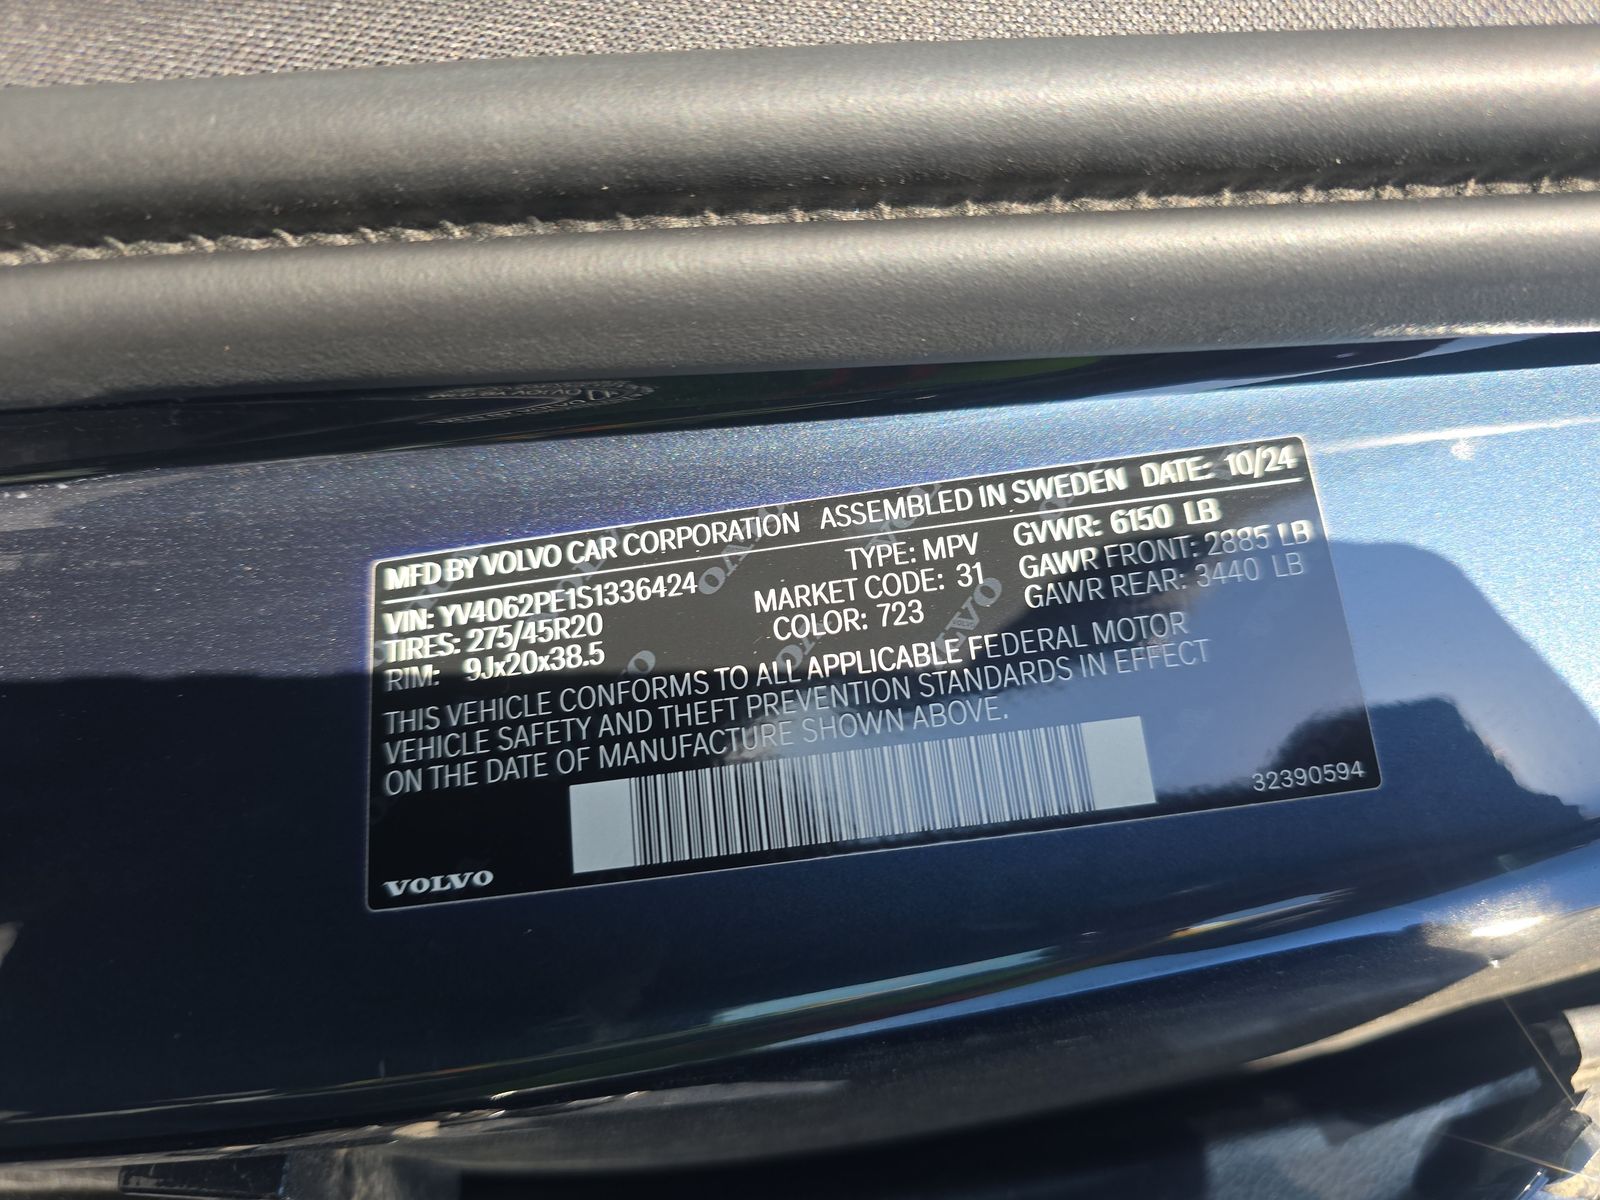 MFD BY VOLVO CAR CORPORATION ASSEMBLED IN SWEDEN DATE: 10/24
VIN: YV4062PE1S1336424 TYPE: MPV GVWR: 6150 LB
TIRES: 275/45R20 MARKET CODE: 31 GAWR FRONT: 2885 LB
RIM: 9Jx20x38.5 COLOR: 723 GAWR REAR: 3440 LB
THIS VEHICLE CONFORMS TO ALL APPLICABLE FEDERAL MOTOR
VEHICLE SAFETY AND THEFT PREVENTION STANDARDS IN EFFECT
ON THE DATE OF MANUFACTURE SHOWN ABOVE.
32390594
VOLVO